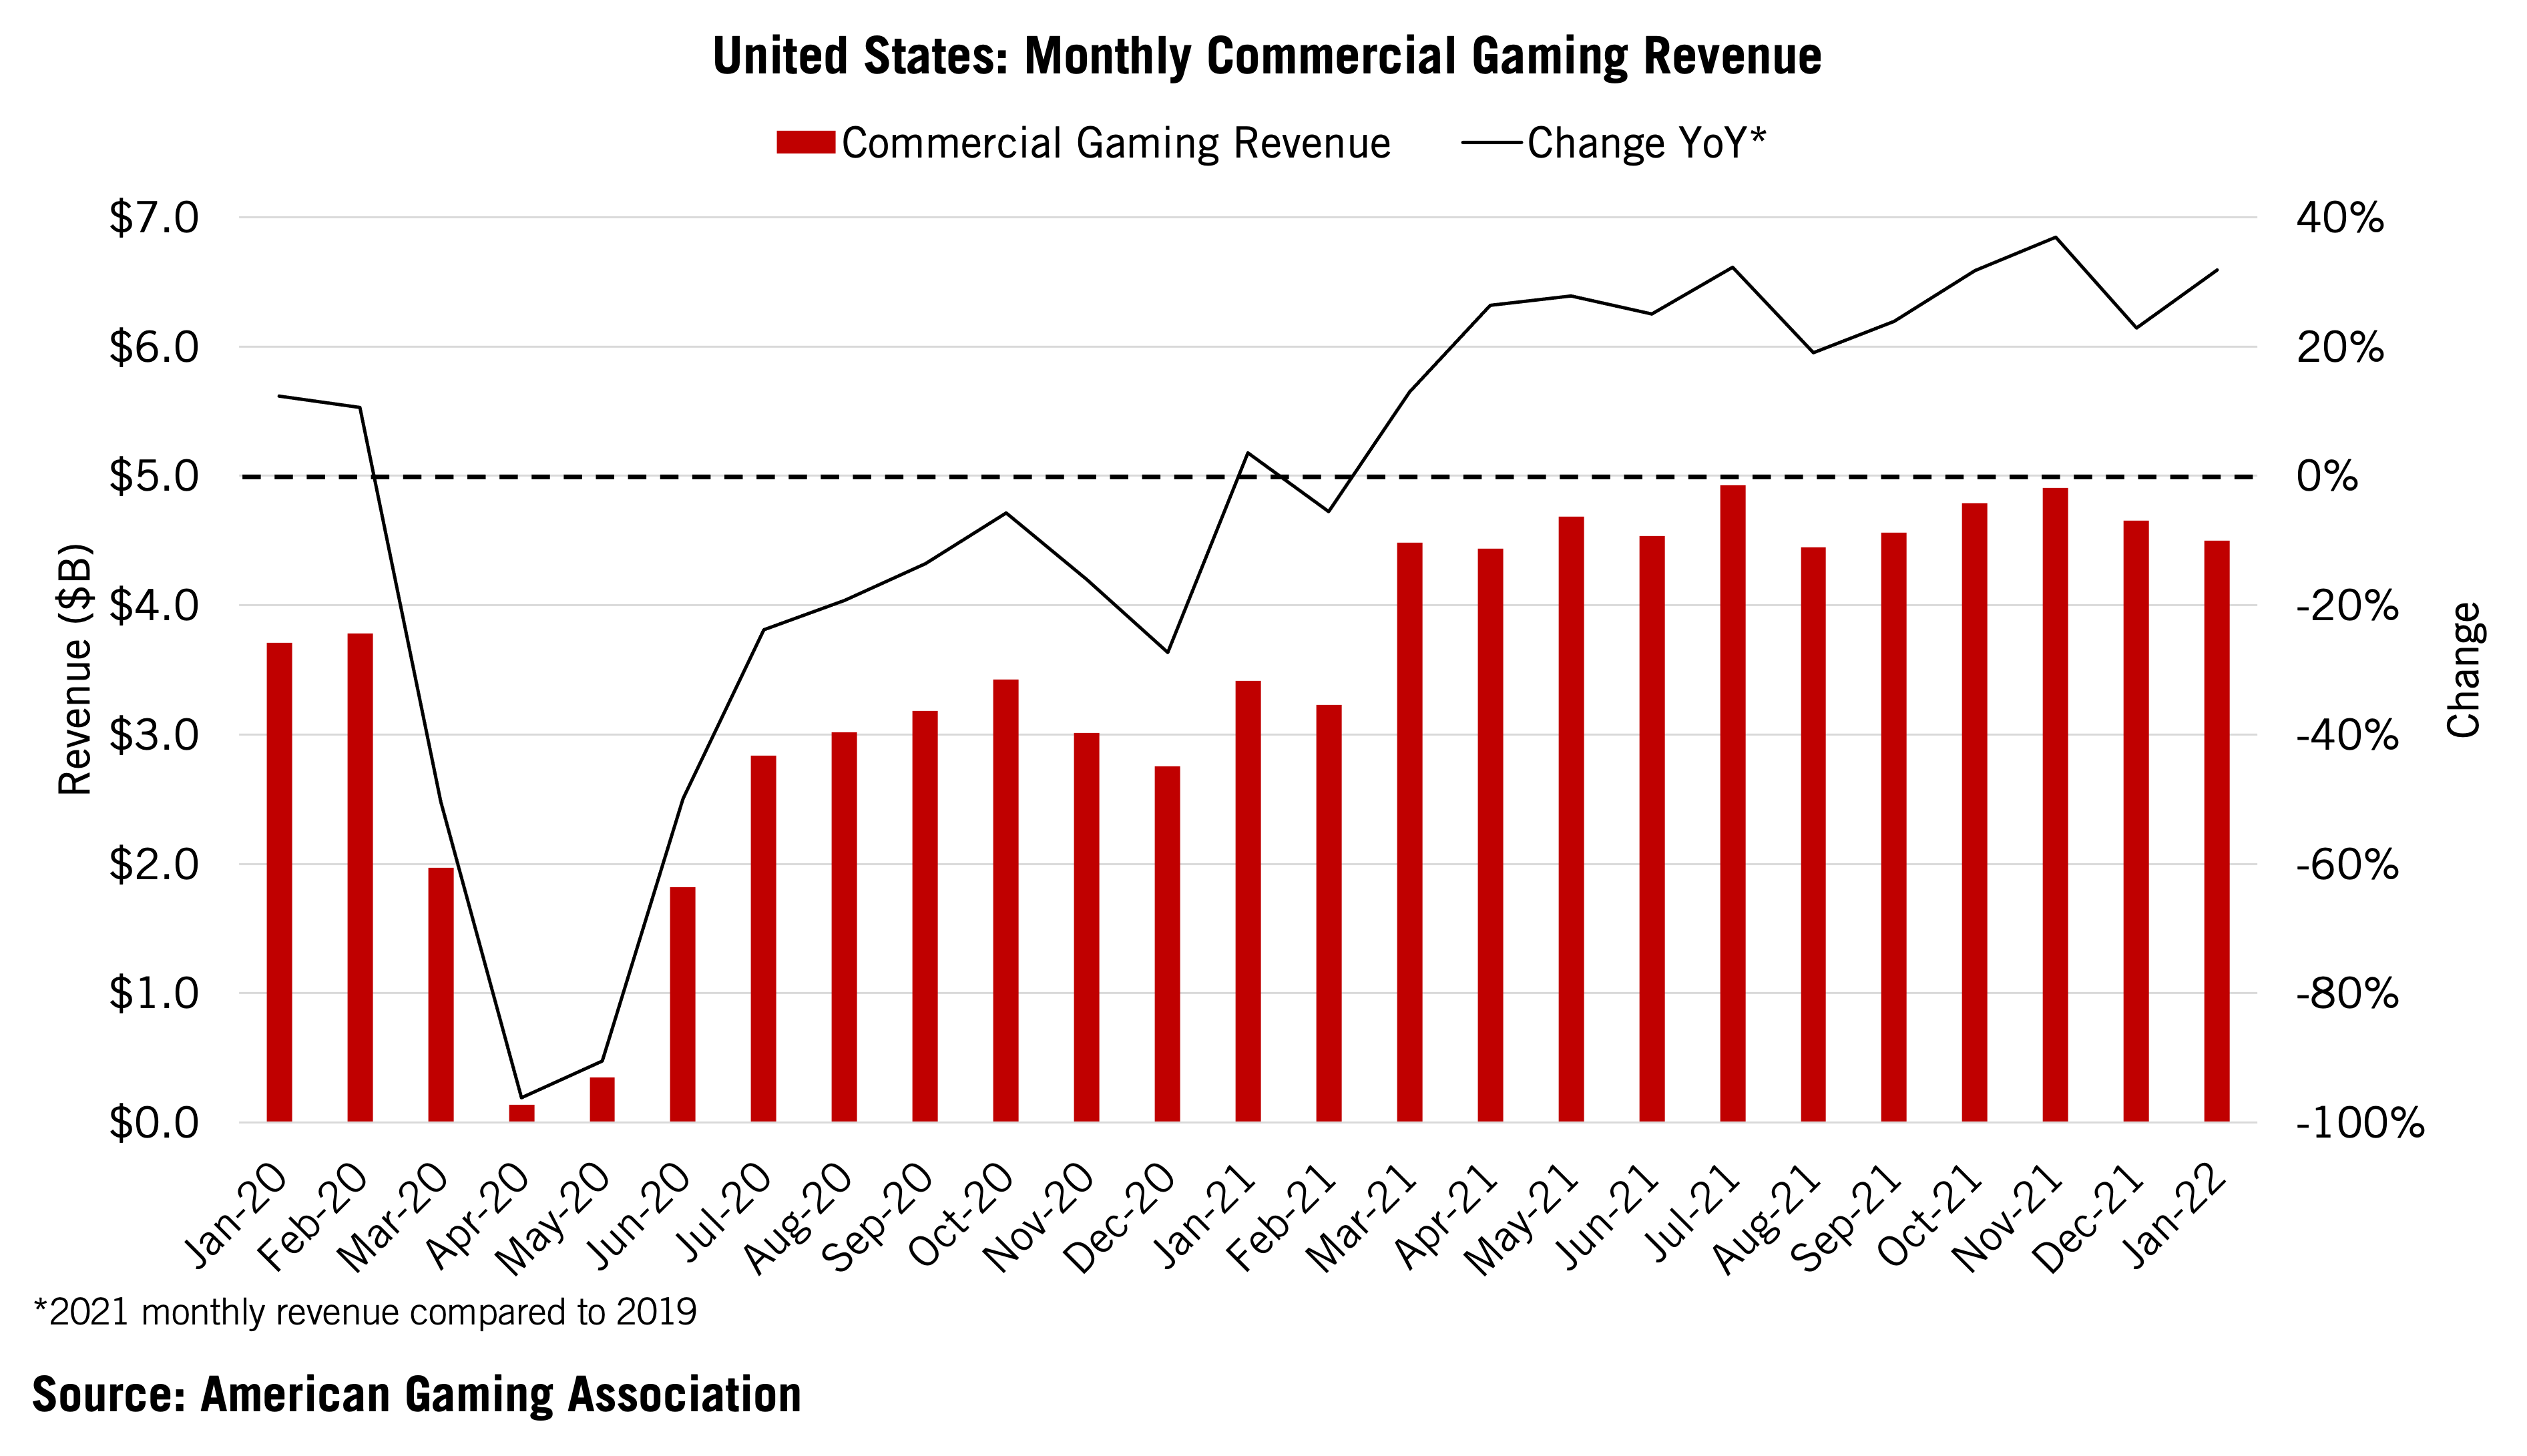 United States: Monthly Commercial Gaming Revenue
Commercial Gaming Revenue
Change YoY*
$7.0
$6.0
$5.0
$4.0
$3.0
$2.0
$1.0
$0.0
Revenue ($B)
40%
20%
0%
-20%
-40%
-60%
-80%
-100%
Change
Jan-20
Feb-20
Mar-20
Apr-20
May-20
Jun-20
Jul-20
Aug-20
Sep-20
Oct-20
Nov-20
Dec-20
Jan-21
Feb-21
Mar-21
Apr-21
May-21
Jun-21
Jul-21
Aug-21
Sep-21
Oct-21
Nov-21
Dec-21
Jan-22
*2021 monthly revenue compared to 2019
Source: American Gaming Association